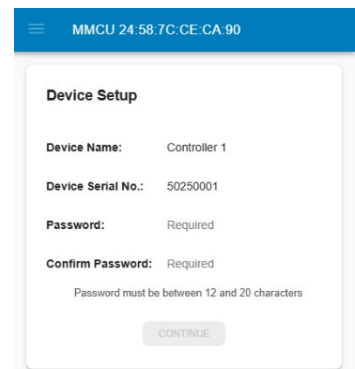 MMCU 24:58:7C:CE:CA:90
Device Setup
Device Name: Controller 1
Device Serial No.: 50250001
Password: Required
Confirm Password: Required
Password must be between 12 and 20 characters
CONTINUE